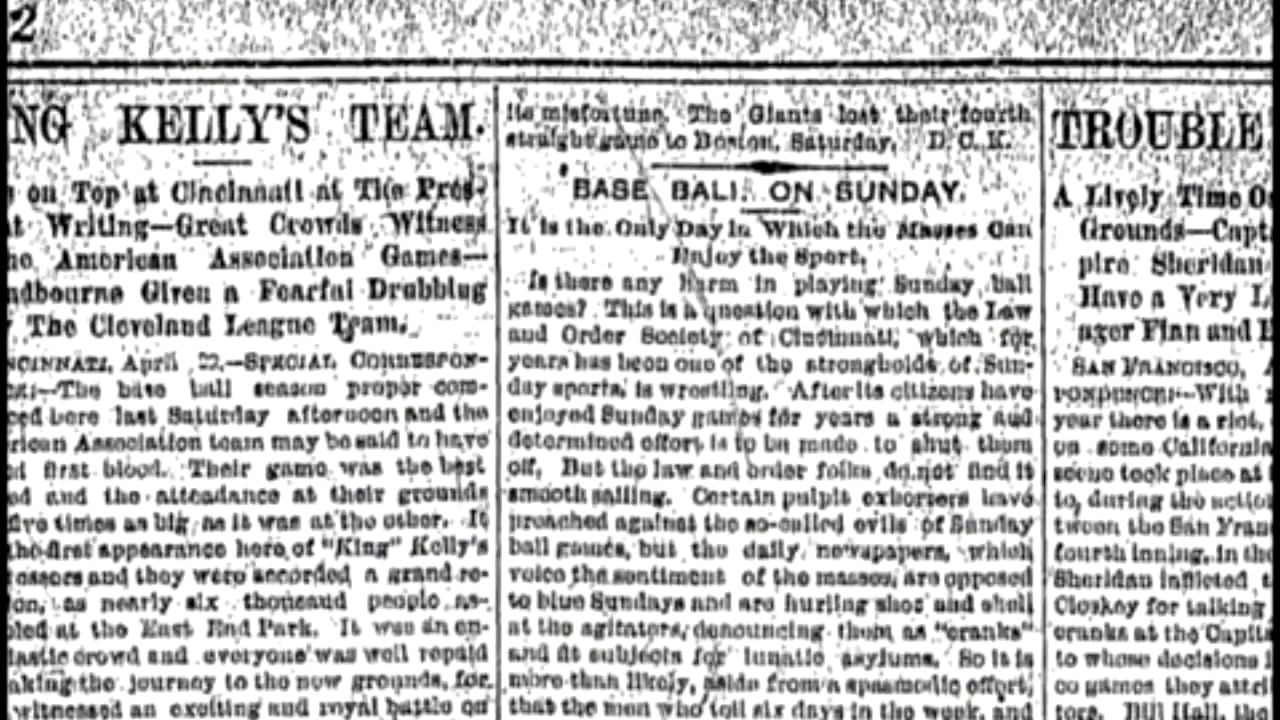 2
NG KELLY'S TEAM.
on Top at Cincinnati at The Pres-
t Writing—Great Crowds Witness
he American Association Games—
dbourne Given a Fearful Drubbing
The Cleveland League Team.
NCINNATI, April 22.—SPECIAL CORRESPON-
The base ball season proper com-
ced here last Saturday afternoon and the
rican Association team may be said to have
d first blood. Their game was the best
ed and the attendance at their grounds
five times as big as it was at the other. It
the first appearance here of "King" Kelly's
ossers and they were accorded a grand re-
on, as nearly six thousand people as-
bled at the East End Park. It was an en-
iastic crowd and everyone was well repaid
aking the journey to the new grounds, for
witnessed an exciting and royal battle on
its misfortune. The Giants lost their fourth
straight game to Boston, Saturday. D. C. K.
BASE BALL ON SUNDAY.
It is the Only Day in Which the Masses Can
Enjoy the Sport.
Is there any harm in playing Sunday ball
games? This is a question with which the Law
and Order Society of Cincinnati, which for
years has been one of the strongholds of Sun-
day sports, is wrestling. After its citizens have
enjoyed Sunday games for years a strong and
determined effort is to be made to shut them
off. But the law and order folks do not find it
smooth sailing. Certain pulpit exhorters have
preached against the so-called evils of Sunday
ball games, but the daily newspapers, which
voice the sentiment of the masses, are opposed
to blue Sundays and are hurling shot and shell
at the agitators, denouncing them as "cranks"
and fit subjects for lunatic asylums. So it is
more than likely, aside from a spasmodic effort,
that the men who toil six days in the week, and
TROUBLE
A Lively Time O
Grounds—Capt.
pire Sheridan
Have a Very L
ager Finn and
SAN FRANCISCO, A
RESPONDENCE—With
year there is a riot,
on some California
scene took place at
to, during the action
tween the San Fran
fourth inning, in the
Sheridan inflicted
Closkey for talking
cranks at the Capita
to whose decisions
co games they attri
tors. Bill Hall, the